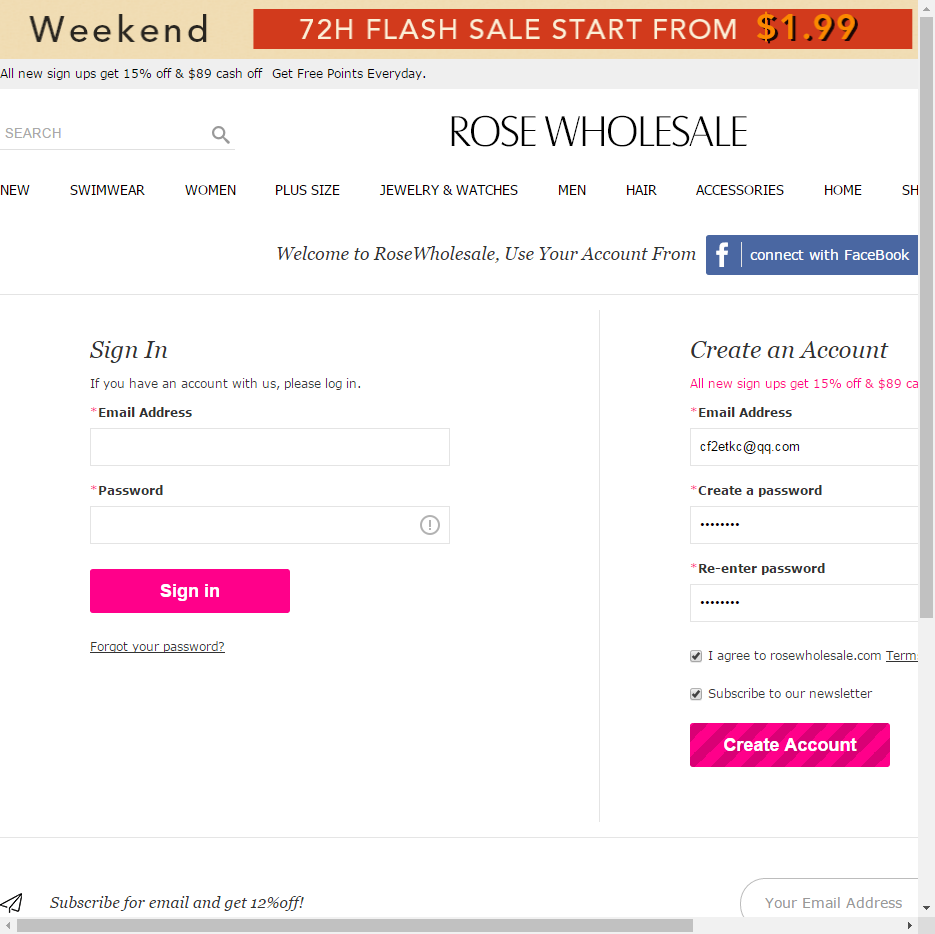 Weekend 72H FLASH SALE START FROM $1.99
All new sign ups get 15% off & $89 cash off Get Free Points Everyday.
SEARCH
ROSE WHOLESALE
NEW SWIMWEAR WOMEN PLUS SIZE JEWELRY & WATCHES MEN HAIR ACCESSORIES HOME SH
Welcome to RoseWholesale, Use Your Account From
f connect with FaceBook
Sign In
If you have an account with us, please log in.
*Email Address
*Password
Sign in
Forgot your password?
Create an Account
All new sign ups get 15% off & $89 ca
*Email Address
cf2etkc@qq.com
*Create a password
••••••••
*Re-enter password
••••••••
I agree to rosewholesale.com Term
Subscribe to our newsletter
Create Account
Subscribe for email and get 12%off!
Your Email Address